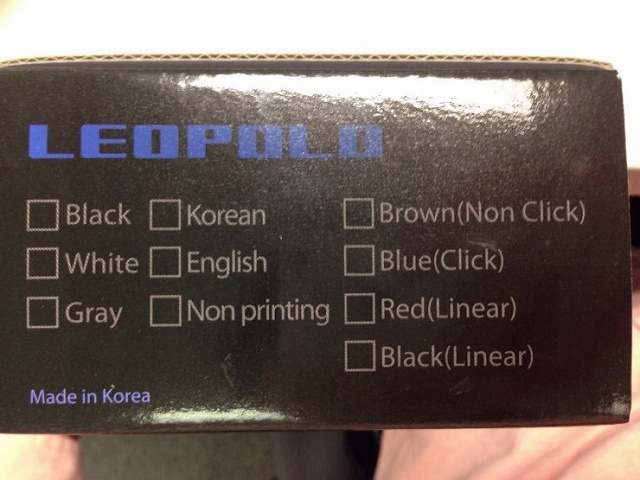 LEOPOLD
Black Korean Brown(Non Click)
White English Blue(Click)
Gray Non printing Red(Linear)
Black(Linear)
Made in Korea